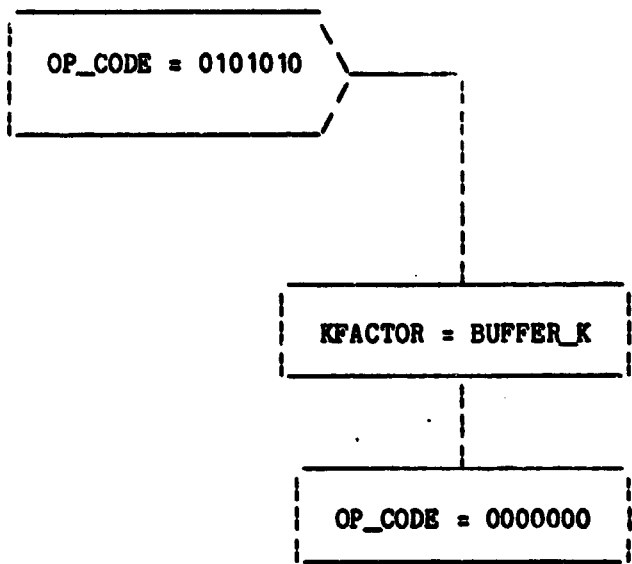 OP_CODE = 0101010
KFACTOR = BUFFER_K
OP_CODE = 0000000